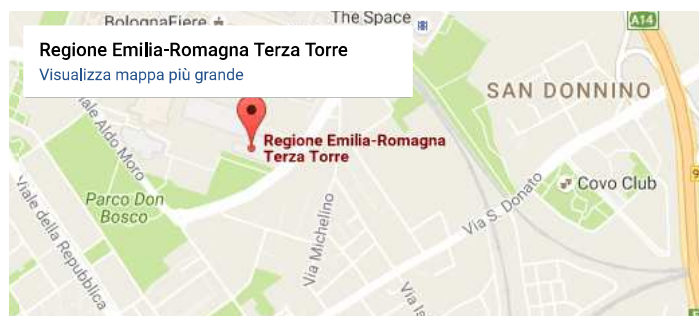 BolognaFiere
The Space
A14
Regione Emilia-Romagna Terza Torre
Visualizza mappa più grande
SAN DONNINO
Viale Aldo Moro
Regione Emilia-Romagna
Terza Torre
Covo Club
Parco Don
Bosco
Viale della Repubblica
Via S. Donato
Via Michelino